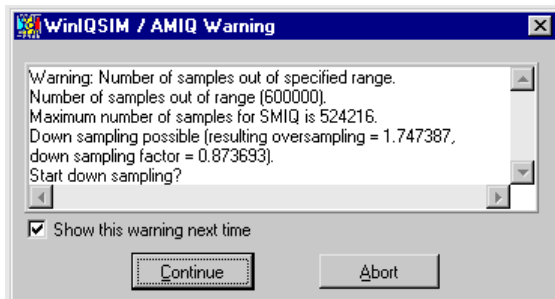 WinIQSIM / AMIQ Warning
Warning: Number of samples out of specified range.
Number of samples out of range (600000).
Maximum number of samples for SMIQ is 524216.
Down sampling possible (resulting oversampling = 1.747387,
down sampling factor = 0.873693).
Start down sampling?
Show this warning next time
Continue Abort